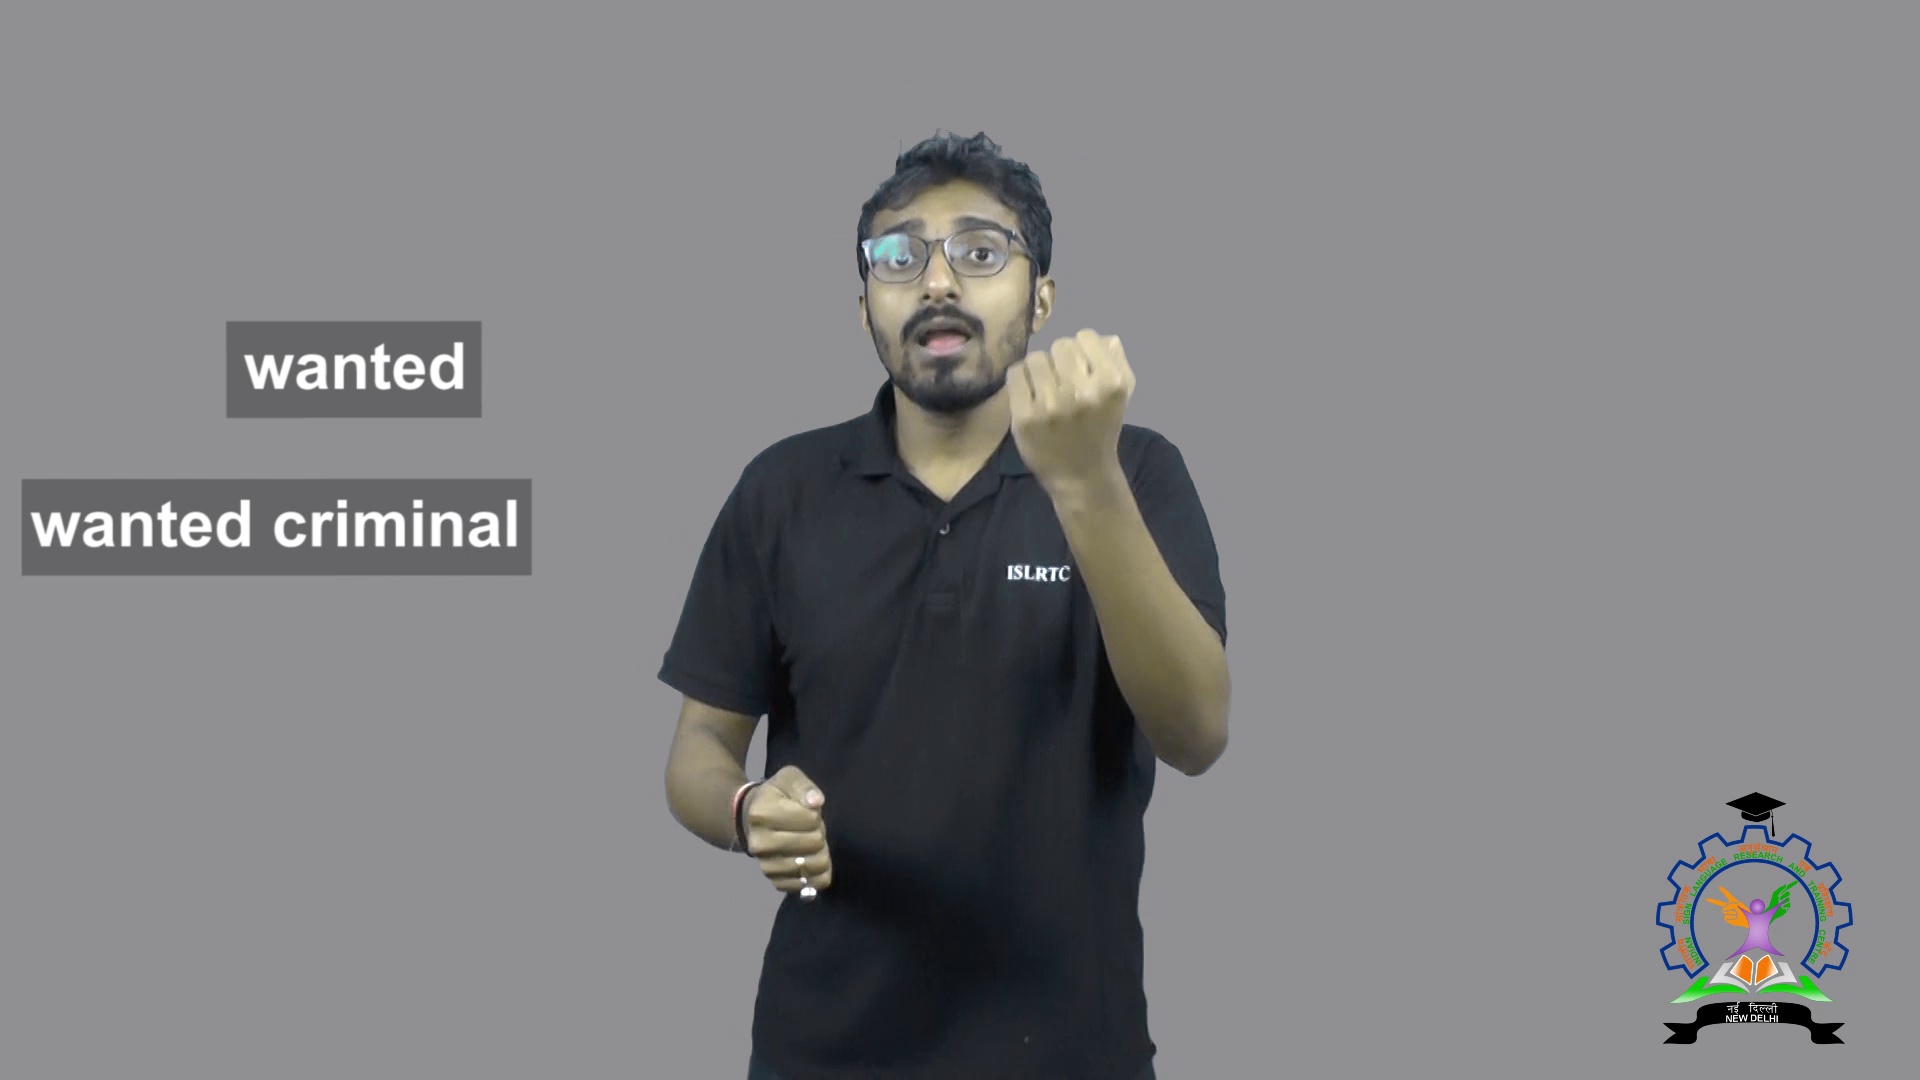 wanted
wanted criminal
ISLRTC
INDIAN SIGN LANGUAGE RESEARCH AND TRAINING CENTRE
नई दिल्ली
NEW DELHI